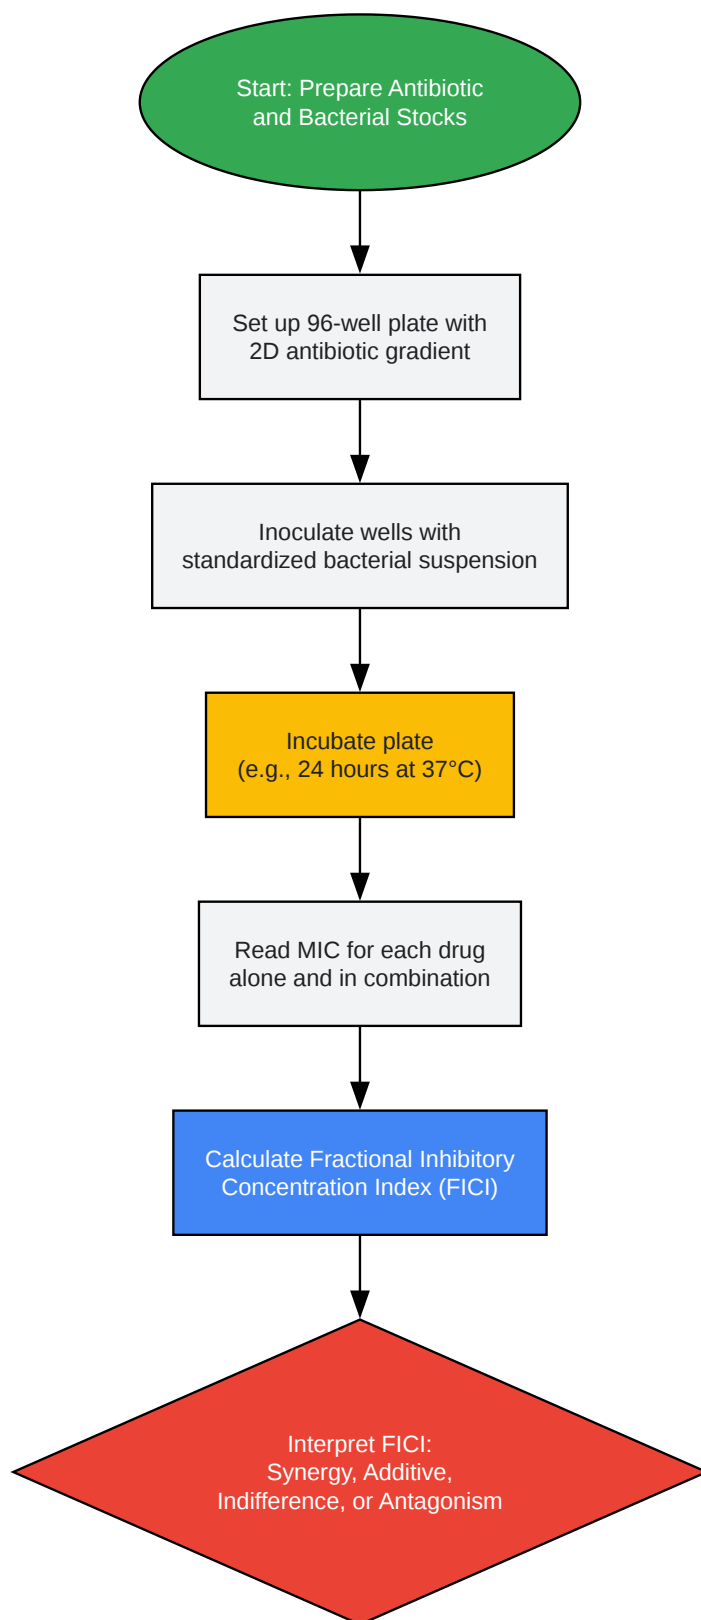 Start: Prepare Antibiotic
and Bacterial Stocks
Set up 96-well plate with
2D antibiotic gradient
Inoculate wells with
standardized bacterial suspension
Incubate plate
(e.g., 24 hours at 37°C)
Read MIC for each drug
alone and in combination
Calculate Fractional Inhibitory
Concentration Index (FICI)
Interpret FICI:
Synergy, Additive,
Indifference, or Antagonism